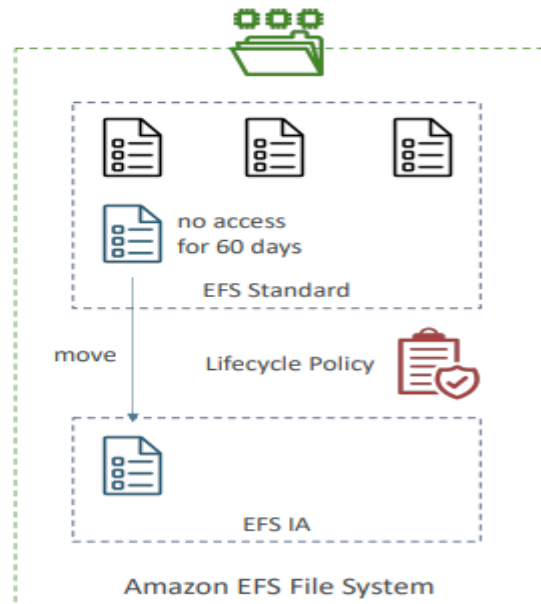 no access
for 60 days
EFS Standard
move
Lifecycle Policy
EFS IA
Amazon EFS File System